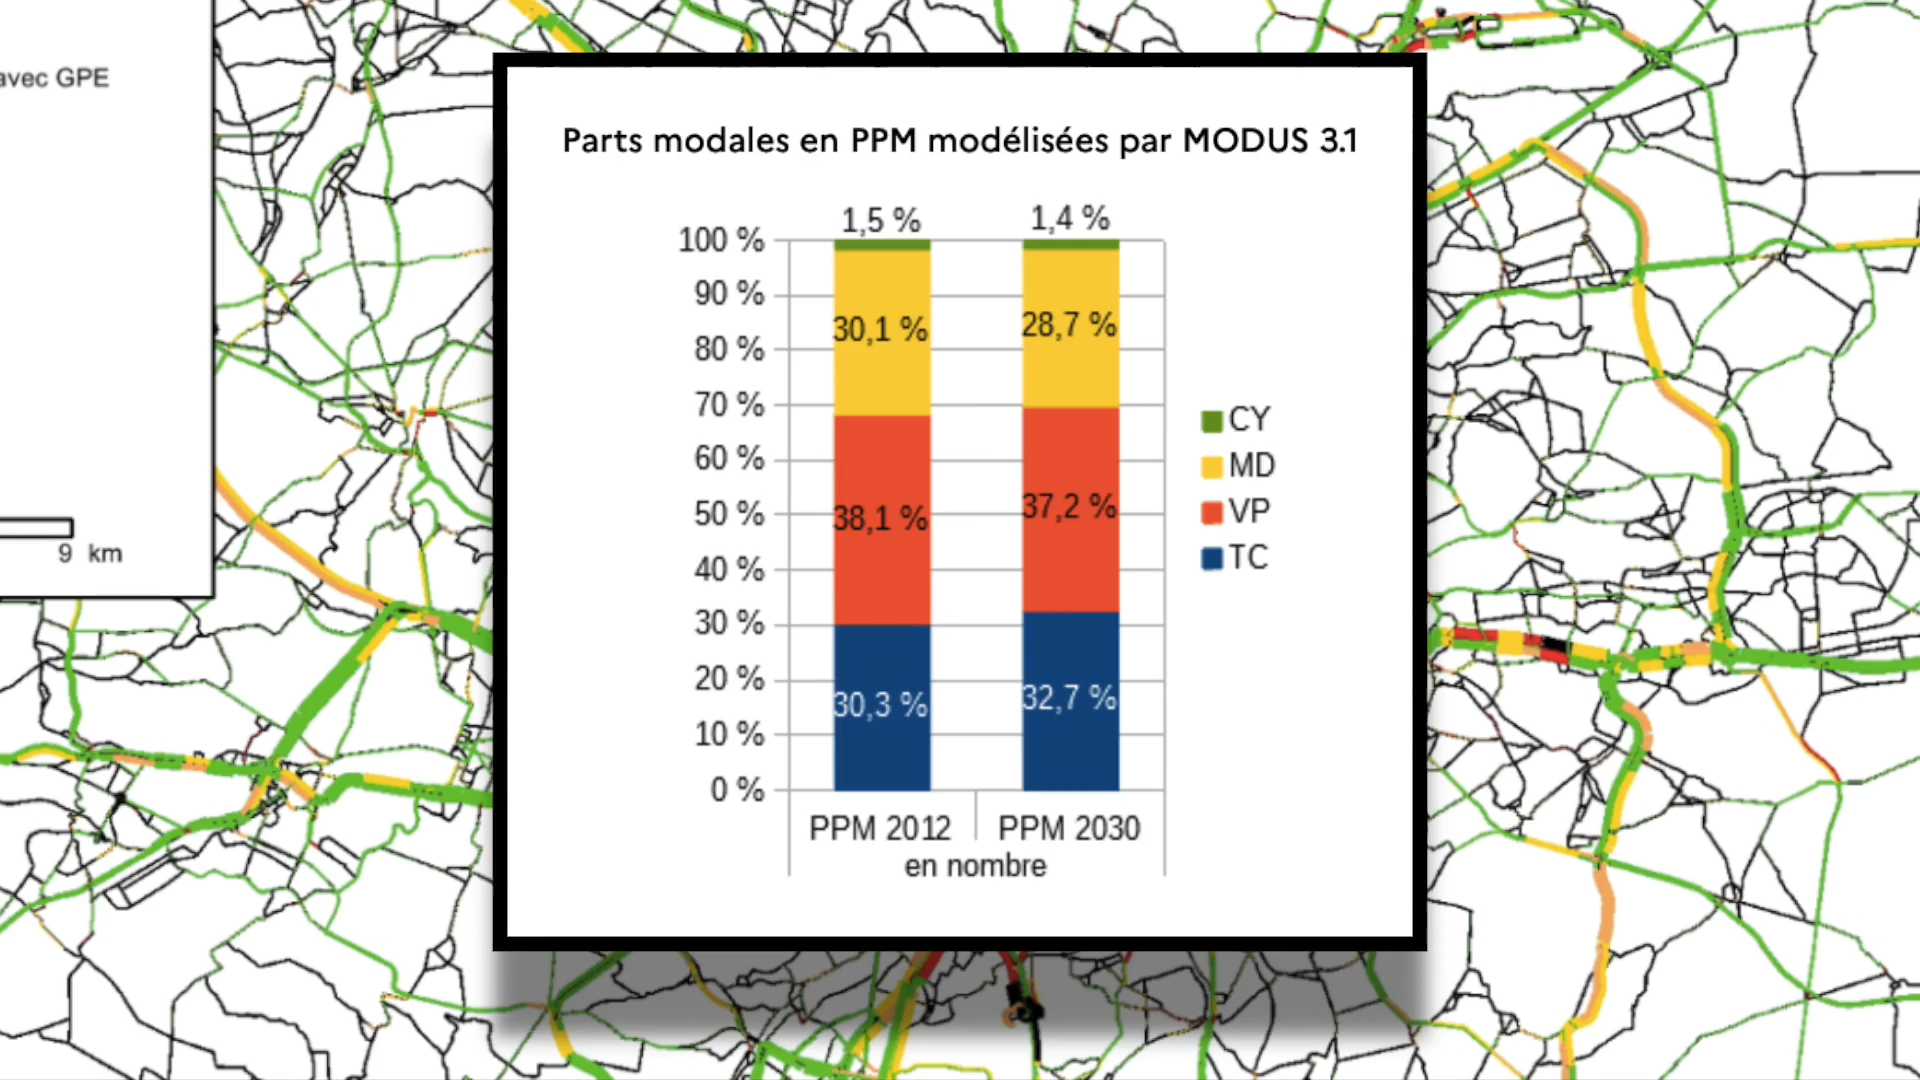 avec GPE
9 km
Parts modales en PPM modélisées par MODUS 3.1
1,5 %
1,4 %
100 %
90 %
80 %
70 %
60 %
50 %
40 %
30 %
20 %
10 %
0 %
30,1 %
28,7 %
38,1 %
37,2 %
30,3 %
32,7 %
CY
MD
VP
TC
PPM 2012
PPM 2030
en nombre